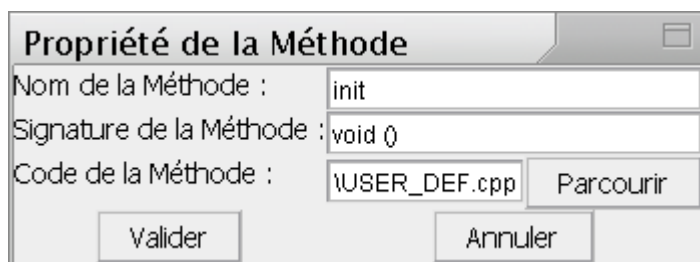 Propriété de la Méthode
Nom de la Méthode : init
Signature de la Méthode : void ()
Code de la Méthode : \USER_DEF.cpp Parcourir
Valider Annuler